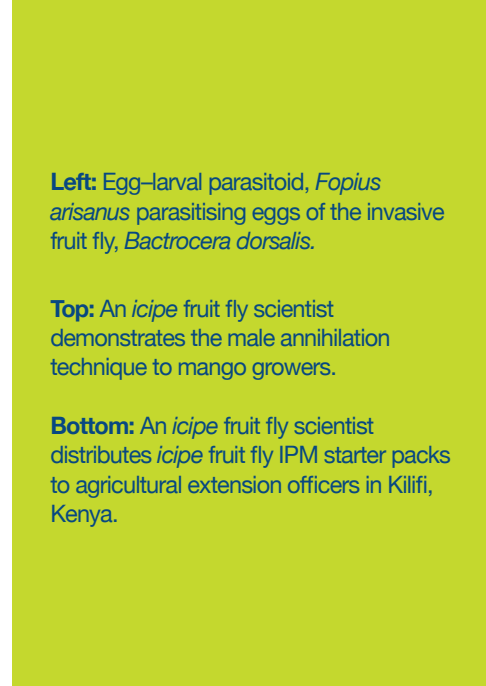 Left: Egg–larval parasitoid, Fopius
arisanus parasitising eggs of the invasive
fruit fly, Bactrocera dorsalis.
Top: An icipe fruit fly scientist
demonstrates the male annihilation
technique to mango growers.
Bottom: An icipe fruit fly scientist
distributes icipe fruit fly IPM starter packs
to agricultural extension officers in Kilifi,
Kenya.